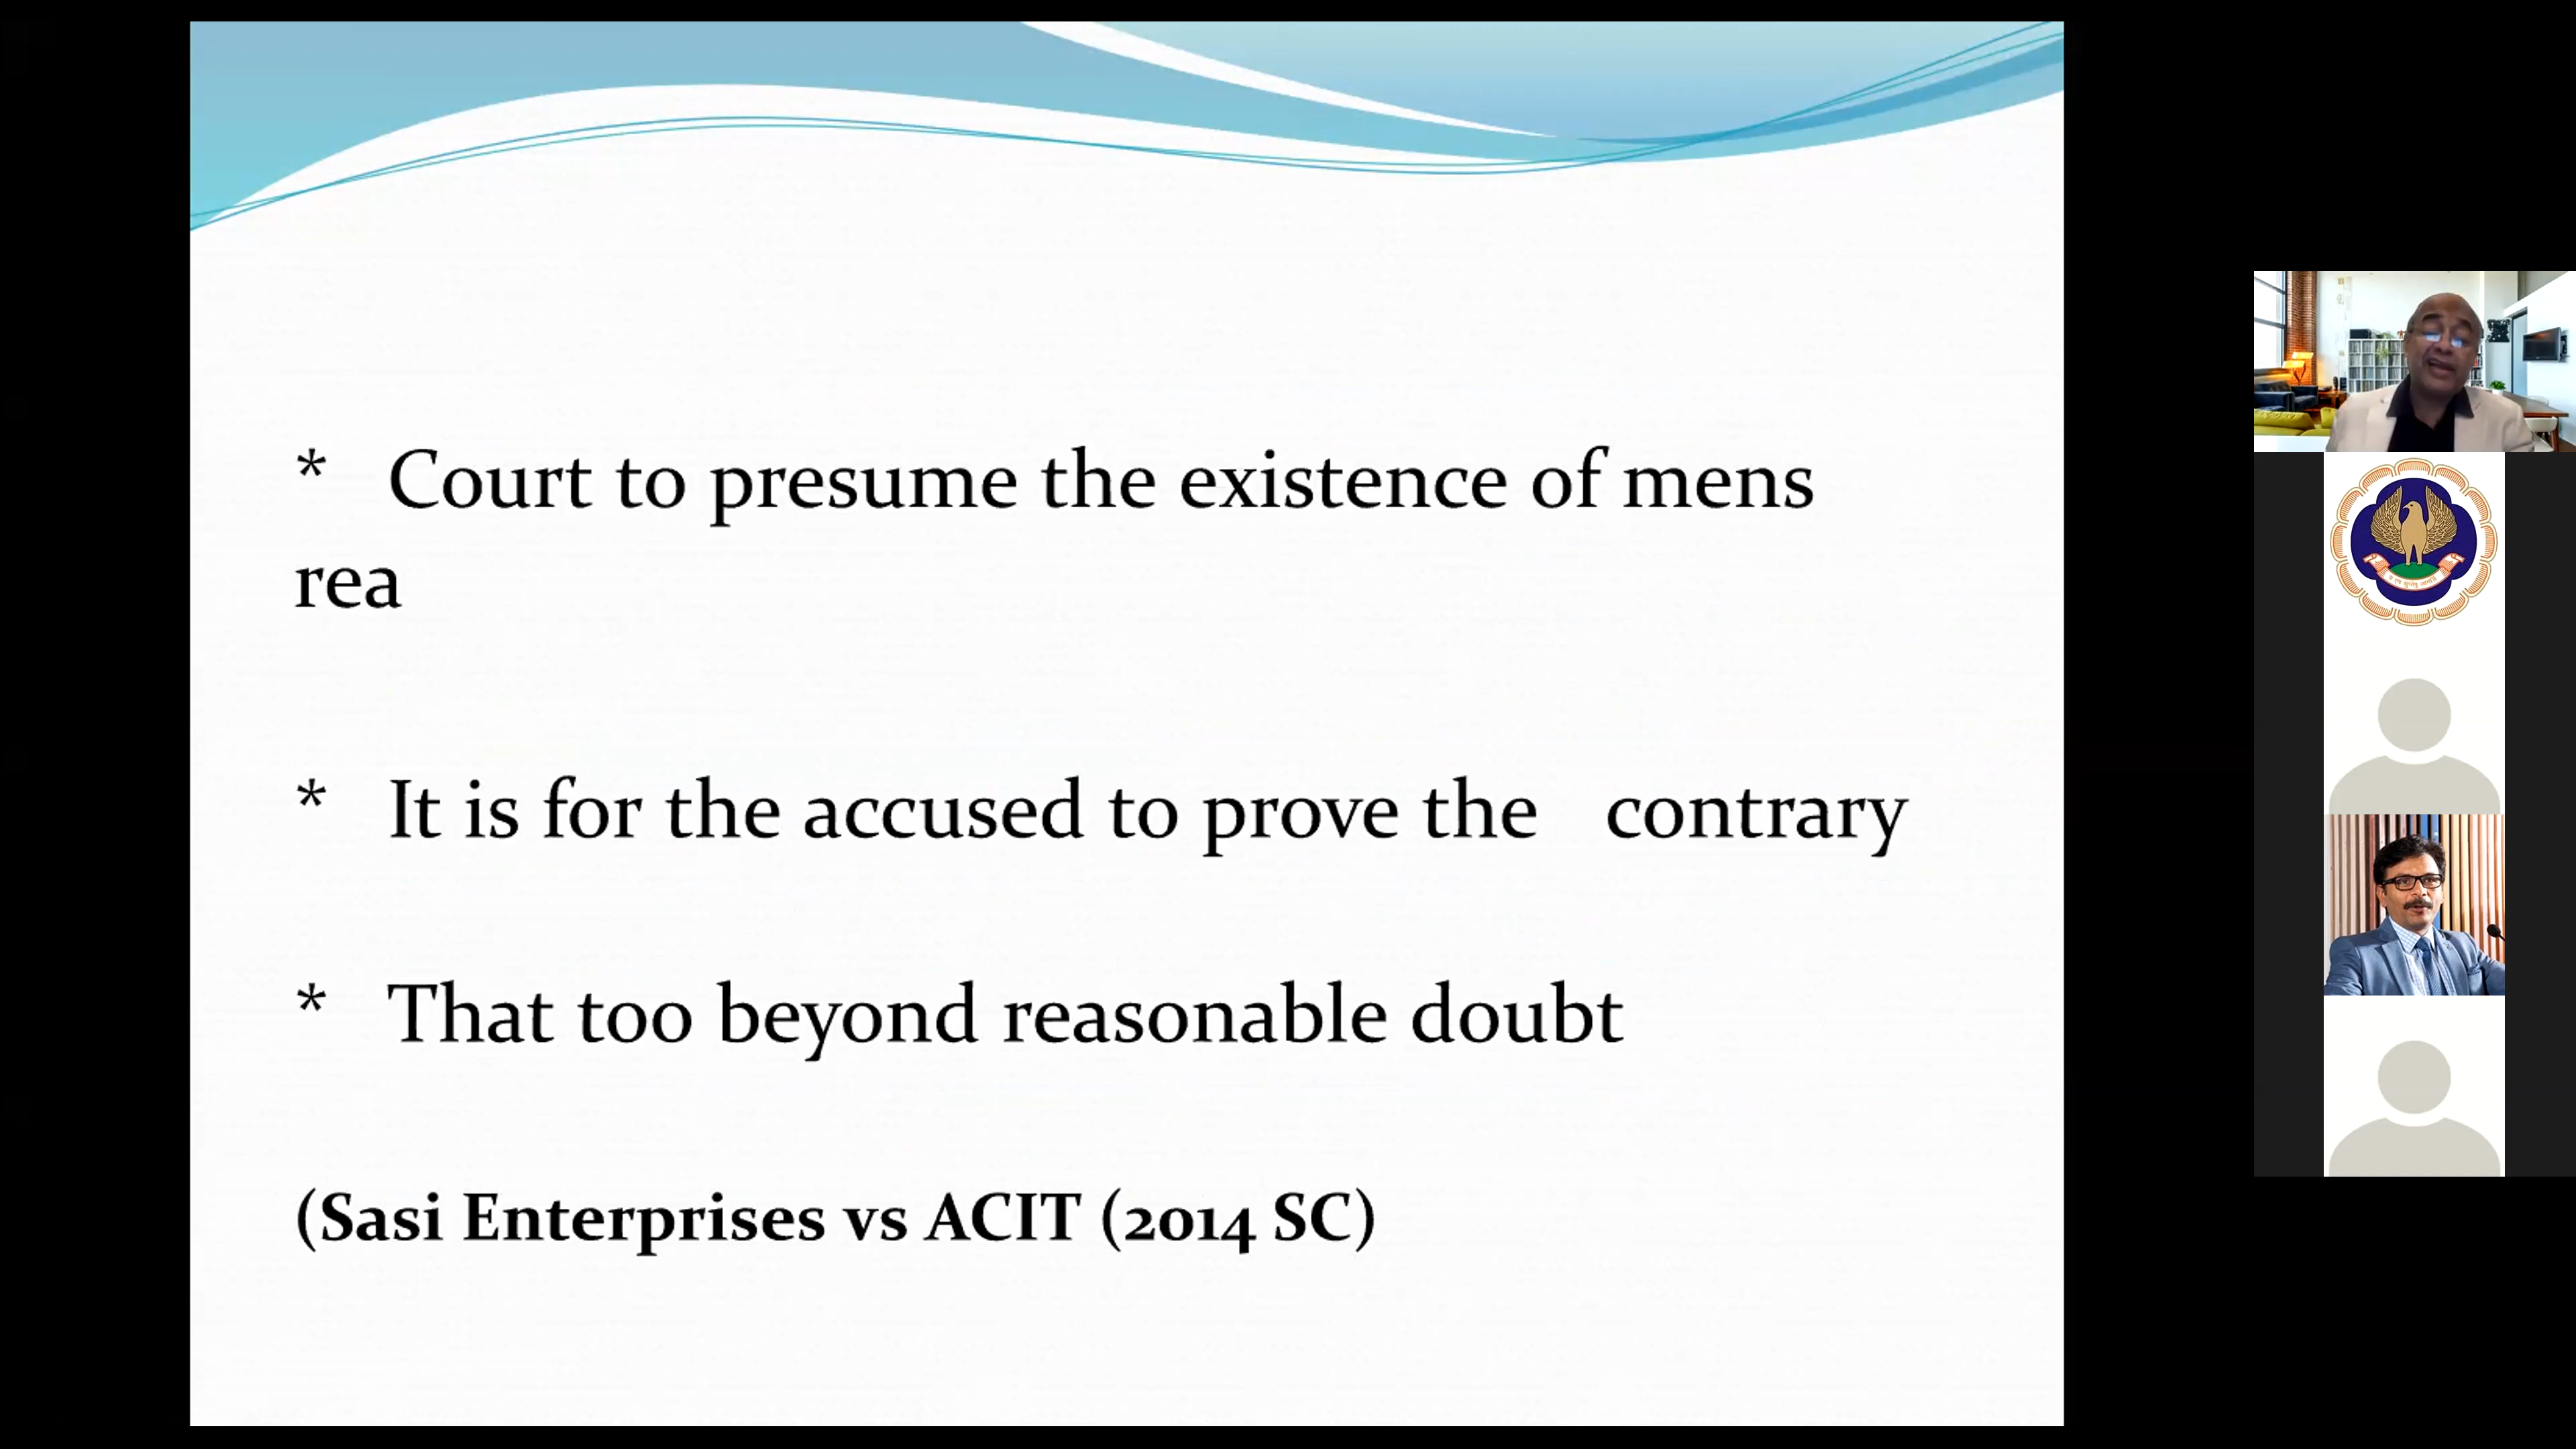 * Court to presume the existence of mens
rea
* It is for the accused to prove the contrary
* That too beyond reasonable doubt
(Sasi Enterprises vs ACIT (2014 SC)